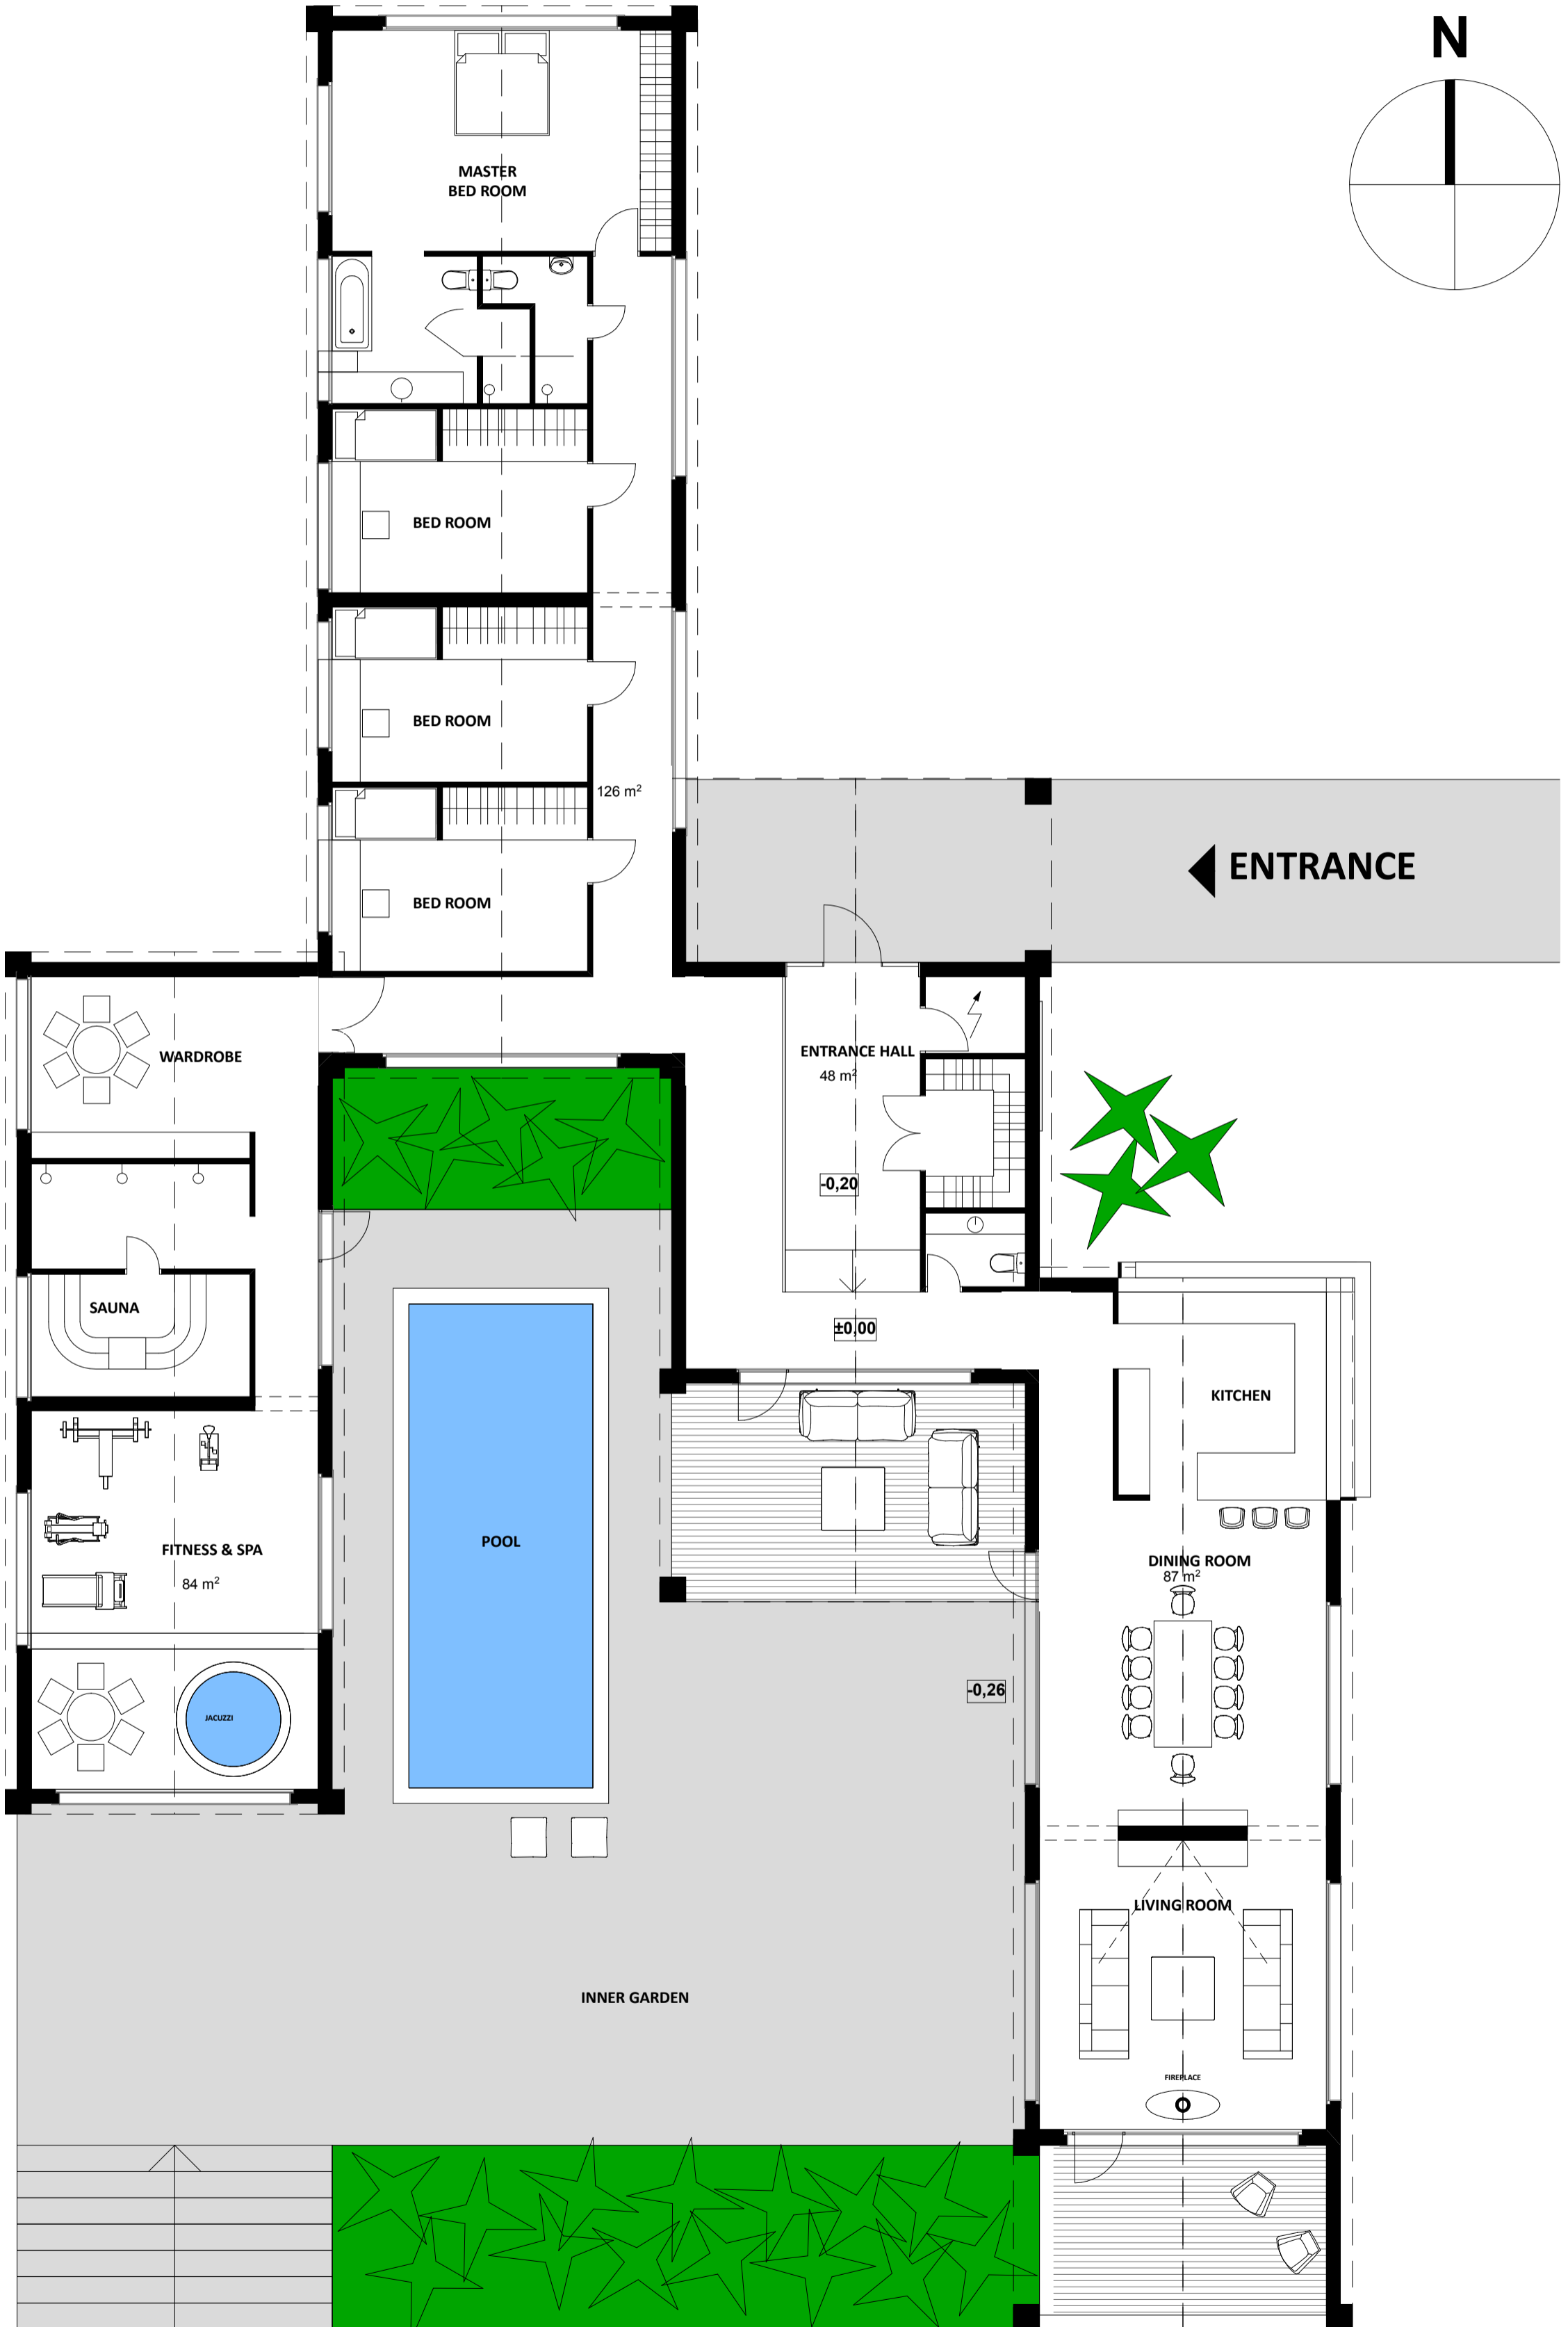 N
MASTER
BED ROOM
BED ROOM
BED ROOM
126 m²
ENTRANCE
BED ROOM
WARDROBE
ENTRANCE HALL
48 m²
-0,20
SAUNA
±0,00
KITCHEN
POOL
FITNESS & SPA
84 m²
DINING ROOM
87 m²
-0,26
JACUZZI
LIVING ROOM
INNER GARDEN
FIREPLACE